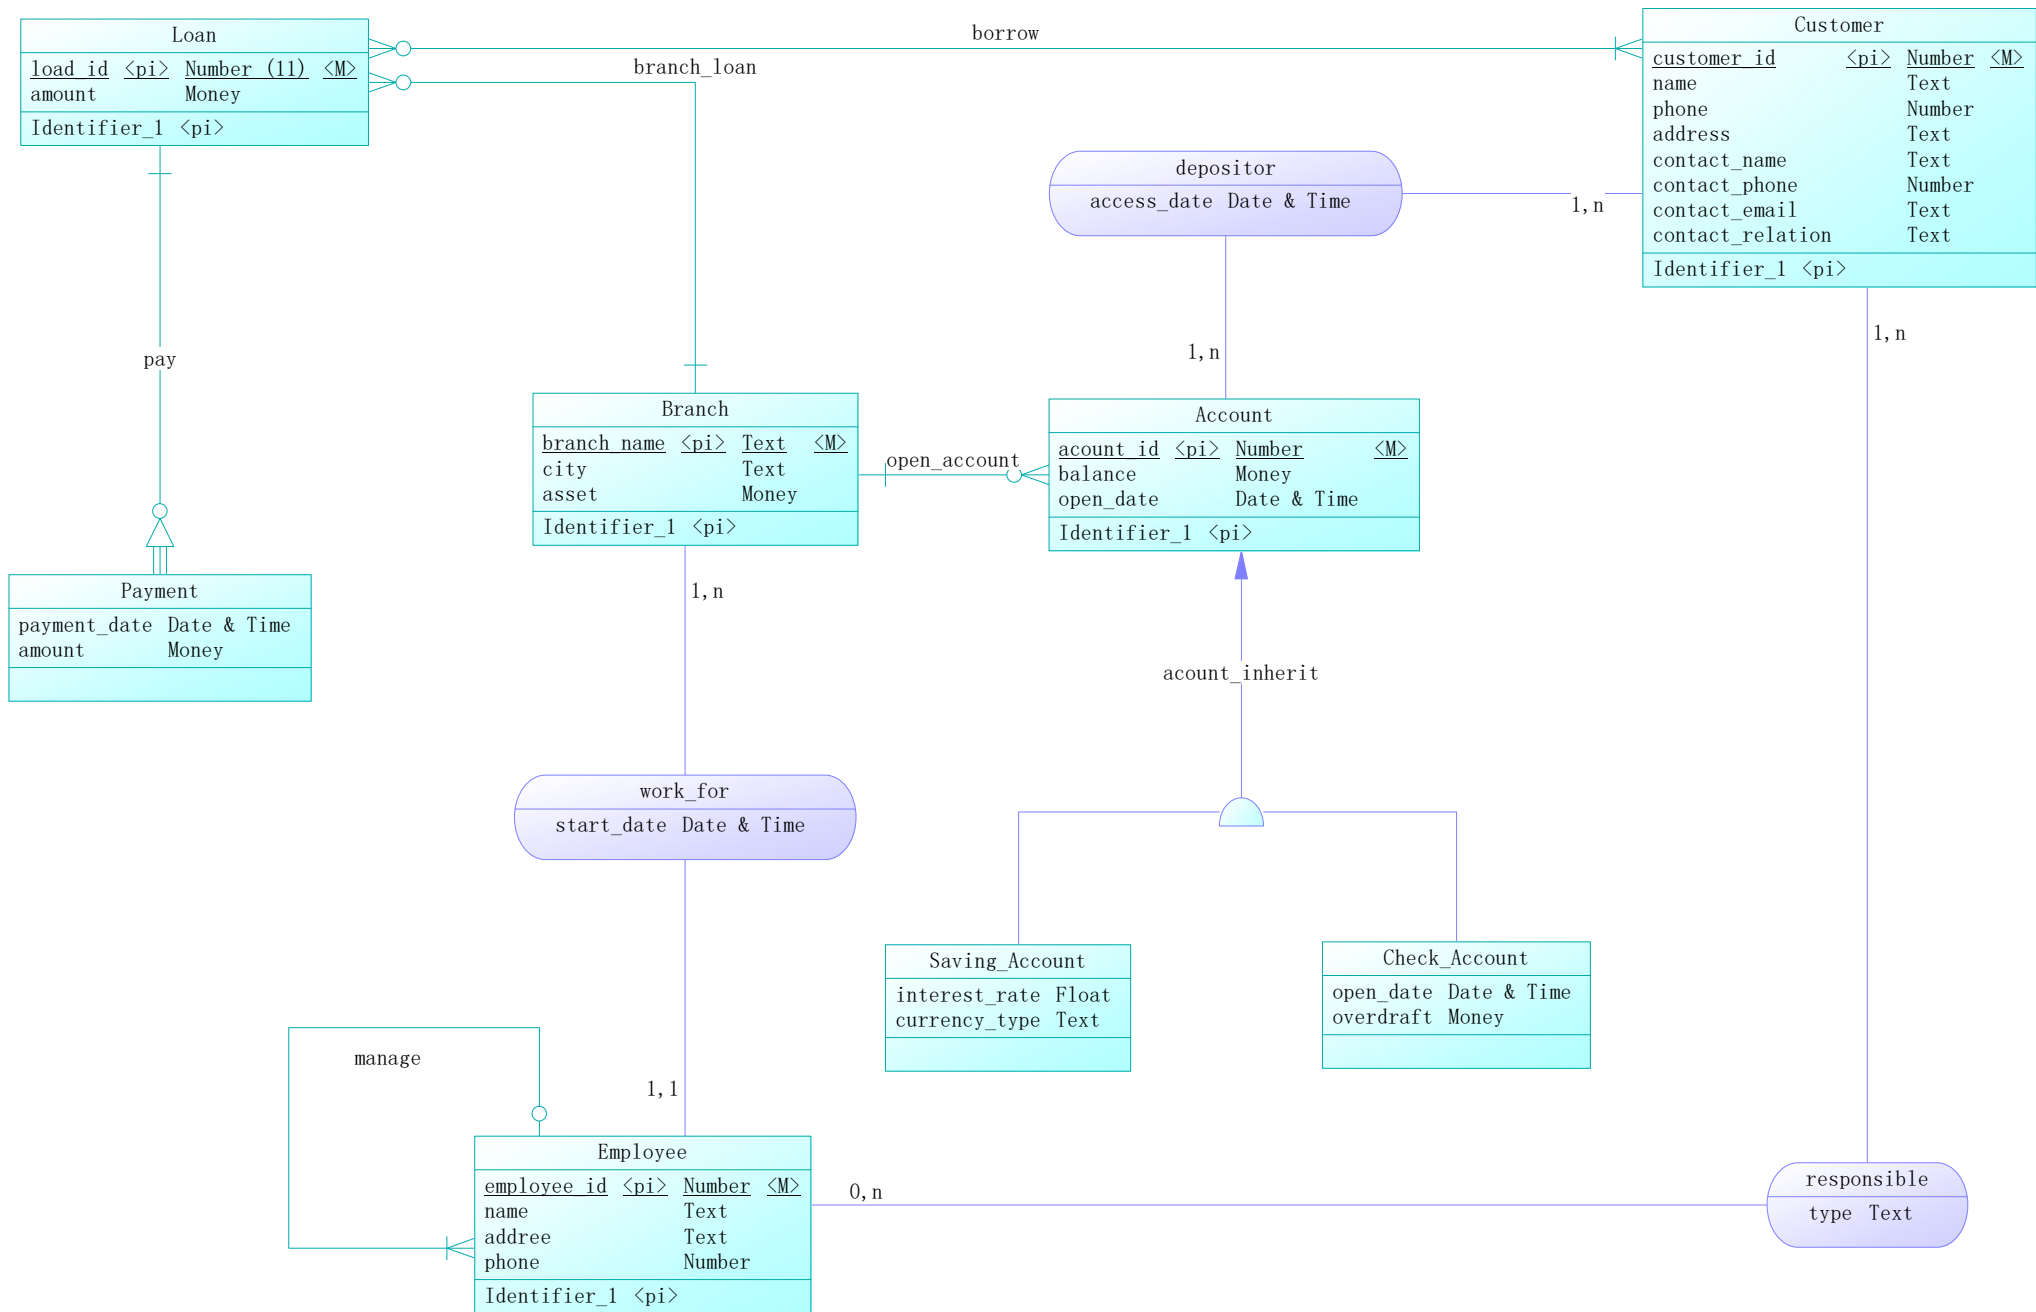 Loan
load_id <pi> Number (11) <M>
amount Money
Identifier_1 <pi>
borrow
branch_loan
Customer
customer_id <pi> Number <M>
name Text
phone Number
address Text
contact_name Text
contact_phone Number
contact_email Text
contact_relation Text
Identifier_1 <pi>
depositor
access_date Date & Time
1,n
1,n
1,n
pay
Branch
branch_name <pi> Text <M>
city Text
asset Money
Identifier_1 <pi>
open_account
Account
acount_id <pi> Number <M>
balance Money
open_date Date & Time
Identifier_1 <pi>
Payment
payment_date Date & Time
amount Money
1,n
acount_inherit
work_for
start_date Date & Time
Saving_Account
interest_rate Float
currency_type Text
Check_Account
open_date Date & Time
overdraft Money
manage
1,1
Employee
employee_id <pi> Number <M>
name Text
addree Text
phone Number
Identifier_1 <pi>
0,n
responsible
type Text